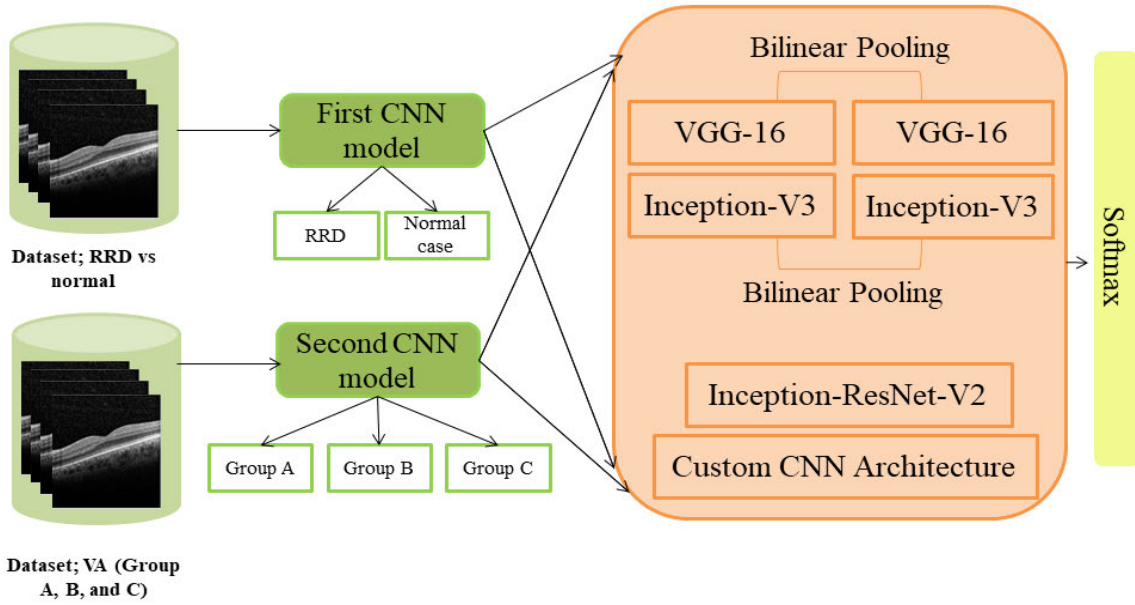 First CNN
model
RRD
Normal
case
Dataset; RRD vs
normal
Second CNN
model
Group A
Group B
Group C
Dataset; VA (Group
A, B, and C)
Bilinear Pooling
VGG-16
VGG-16
Inception-V3
Inception-V3
Bilinear Pooling
Inception-ResNet-V2
Custom CNN Architecture
Softmax